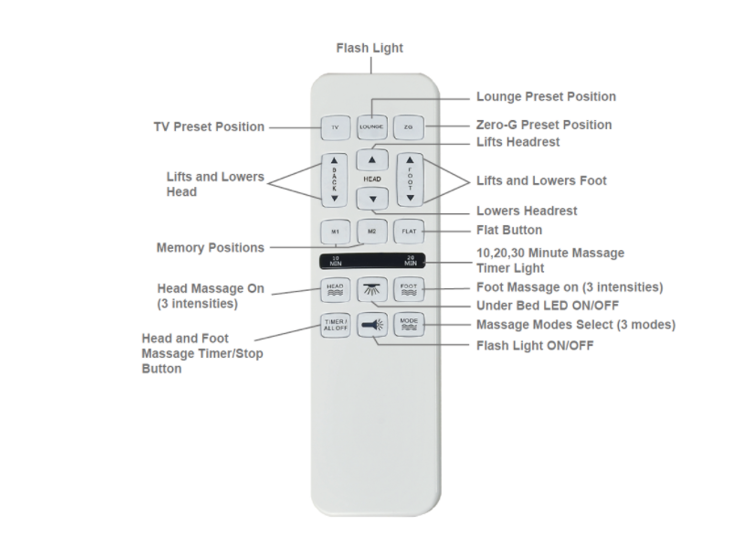 Flash Light
Lounge Preset Position
TV Preset Position
Zero-G Preset Position
Lifts Headrest
TV
LOUNGE
ZG
Lifts and Lowers
Head
BACK
HEAD
FOOT
Lifts and Lowers Foot
Lowers Headrest
Flat Button
M1
M2
FLAT
Memory Positions
10
MIN
20
MIN
10,20,30 Minute Massage
Timer Light
Head Massage On
(3 intensities)
HEAD
FOOT
Foot Massage on (3 intensities)
Under Bed LED ON/OFF
TIMER /
ALL OFF
MODE
Massage Modes Select (3 modes)
Head and Foot
Massage Timer/Stop
Button
Flash Light ON/OFF